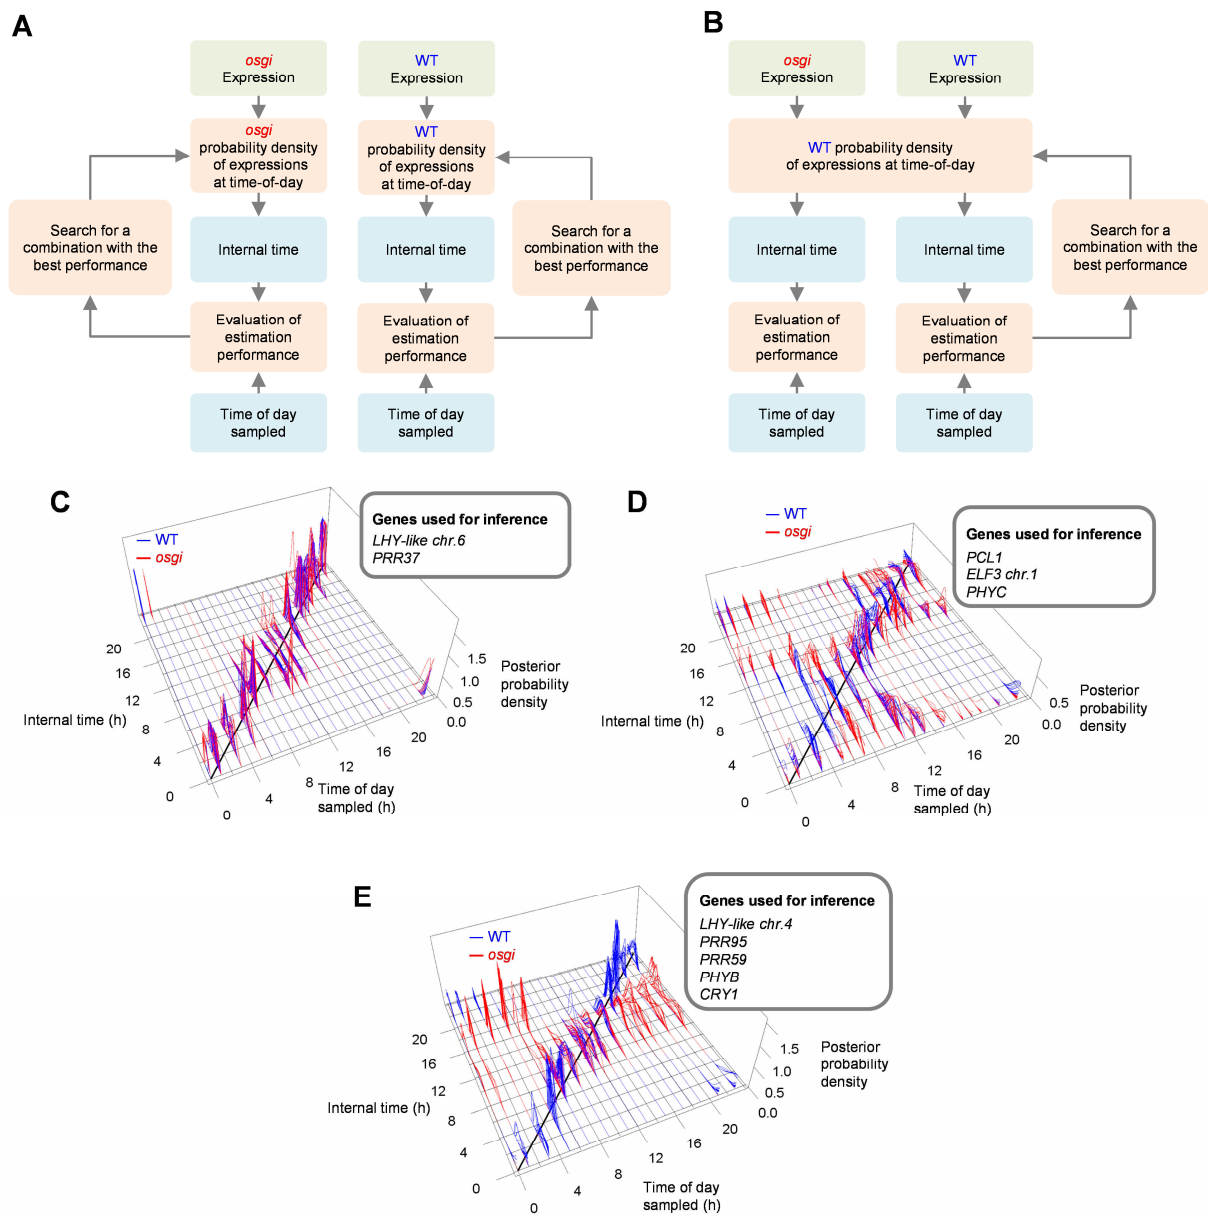 A
osgi
Expression
WT
Expression
osgi
probability density
of expressions
at time-of-day
WT
probability density
of expressions
at time-of-day
Search for a
combination with the
best performance
Internal time
Internal time
Search for a
combination with the
best performance
Evaluation of
estimation
performance
Evaluation of
estimation
performance
Time of day
sampled
Time of day
sampled
B
osgi
Expression
WT
Expression
WT probability density
of expressions at time-of-day
Internal time
Internal time
Search for a
combination with the
best performance
Evaluation of
estimation
performance
Evaluation of
estimation
performance
Time of day
sampled
Time of day
sampled
C
WT
osgi
Genes used for inference
LHY-like chr.6
PRR37
20
16
12
8
4
0
Internal time (h)
0
4
8
12
16
20
Time of day
sampled (h)
1.5
1.0
0.5
0.0
Posterior
probability
density
D
WT
osgi
Genes used for inference
PCL1
ELF3 chr.1
PHYC
20
16
12
8
4
0
Internal time (h)
0
4
8
12
16
20
Time of day
sampled (h)
0.5
0.0
Posterior
probability
density
E
WT
osgi
Genes used for inference
LHY-like chr.4
PRR95
PRR59
PHYB
CRY1
20
16
12
8
4
0
Internal time (h)
0
4
8
12
16
20
Time of day
sampled (h)
1.5
1.0
0.5
0.0
Posterior
probability
density